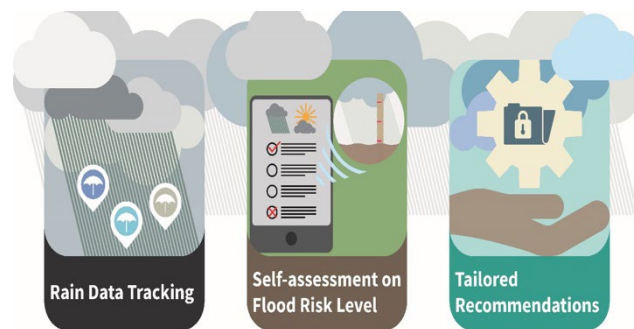 Rain Data Tracking
Self-assessment on
Flood Risk Level
Tailored
Recommendations